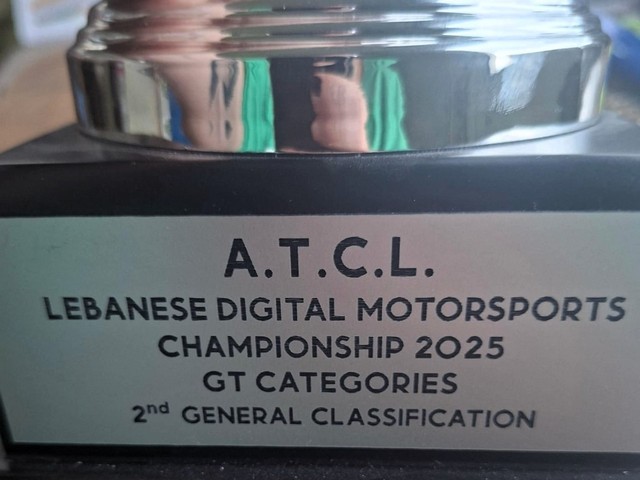 A.T.C.L.
LEBANESE DIGITAL MOTORSPORTS
CHAMPIONSHIP 2025
GT CATEGORIES
2nd GENERAL CLASSIFICATION